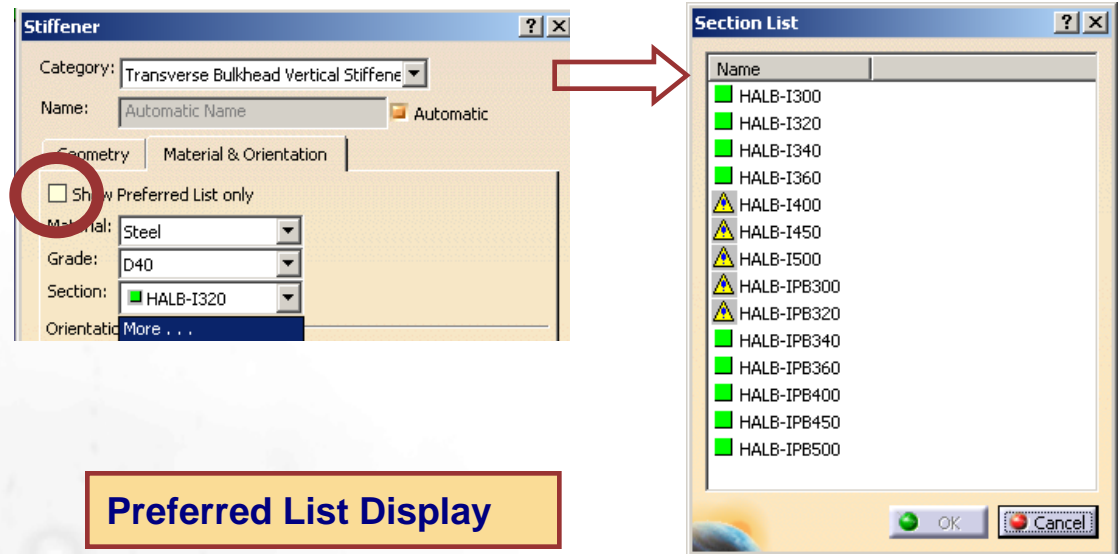 Stiffener
Category: Transverse Bulkhead Vertical Stiffene
Name: Automatic Name Automatic
Geometry Material & Orientation
Show Preferred List only
Material: Steel
Grade: D40
Section: HALB-I320
Orientatic More . . .
Preferred List Display
Section List
Name
HALB-I300
HALB-I320
HALB-I340
HALB-I360
HALB-I400
HALB-I450
HALB-I500
HALB-IPB300
HALB-IPB320
HALB-IPB340
HALB-IPB360
HALB-IPB400
HALB-IPB450
HALB-IPB500
OK Cancel